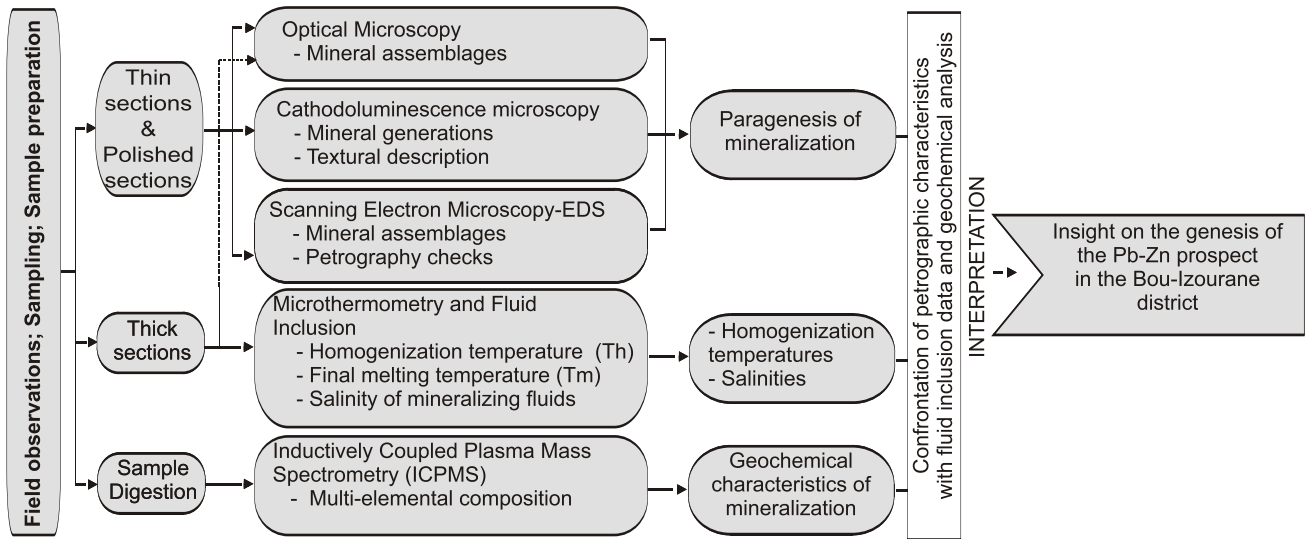 Field observations; Sampling; Sample preparation
Thin
sections
&
Polished
sections
Thick
sections
Sample
Digestion
Optical Microscopy
- Mineral assemblages
Cathodoluminescence microscopy
- Mineral generations
- Textural description
Scanning Electron Microscopy-EDS
- Mineral assemblages
- Petrography checks
Microthermometry and Fluid
Inclusion
- Homogenization temperature (Th)
- Final melting temperature (Tm)
- Salinity of mineralizing fluids
Inductively Coupled Plasma Mass
Spectrometry (ICPMS)
- Multi-elemental composition
Paragenesis of
mineralization
- Homogenization
temperatures
- Salinities
Geochemical
characteristics of
mineralization
Confrontation of petrographic characteristics
with fluid inclusion data and geochemical analysis
INTERPRETATION
Insight on the genesis of
the Pb-Zn prospect
in the Bou-Izourane
district